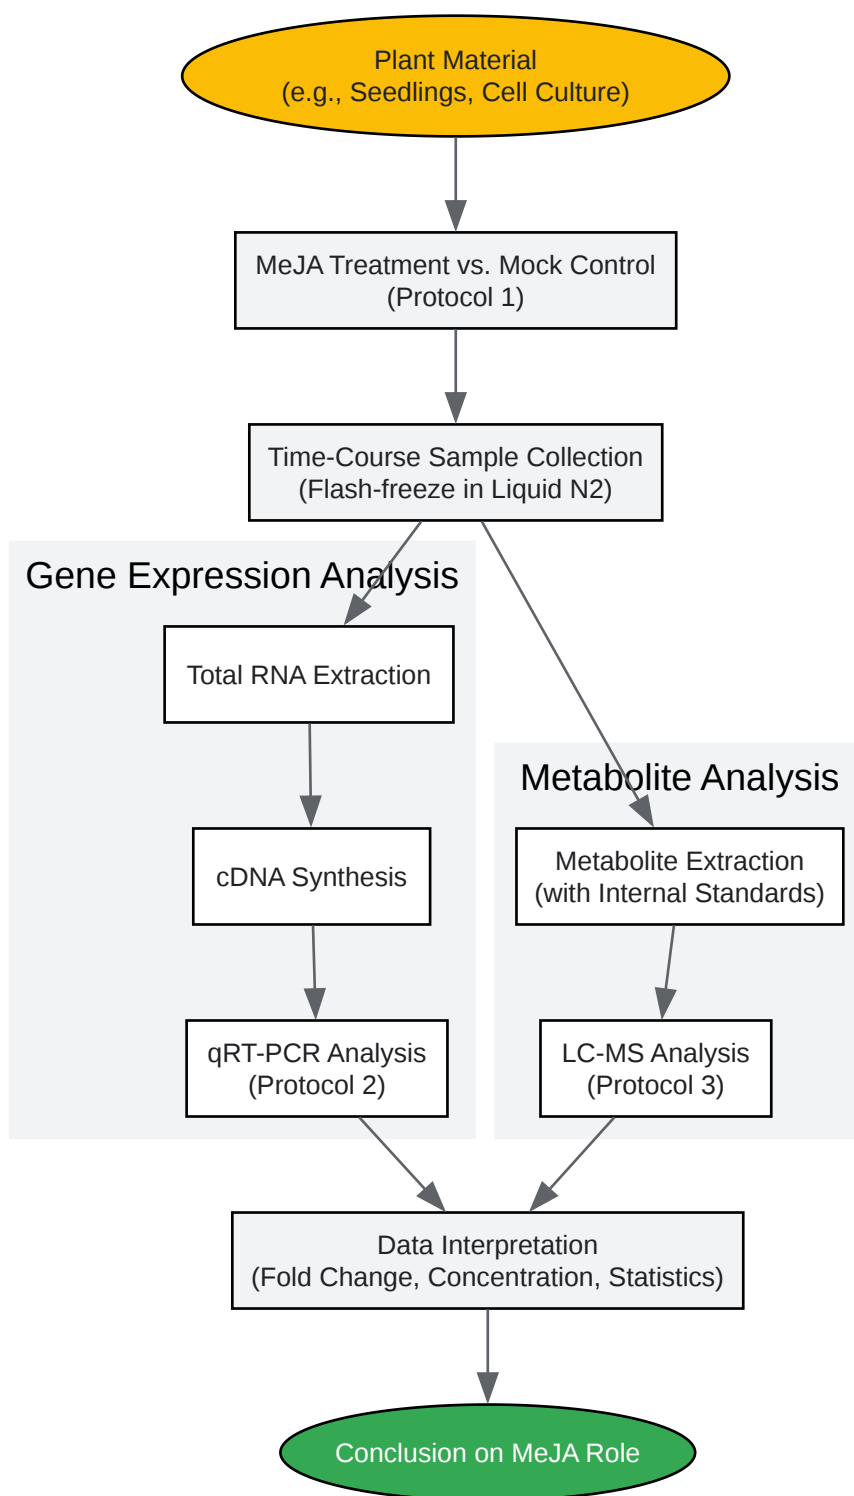 Plant Material
(e.g., Seedlings, Cell Culture)
MeJA Treatment vs. Mock Control
(Protocol 1)
Time-Course Sample Collection
(Flash-freeze in Liquid N2)
Gene Expression Analysis
Total RNA Extraction
cDNA Synthesis
qRT-PCR Analysis
(Protocol 2)
Metabolite Analysis
Metabolite Extraction
(with Internal Standards)
LC-MS Analysis
(Protocol 3)
Data Interpretation
(Fold Change, Concentration, Statistics)
Conclusion on MeJA Role